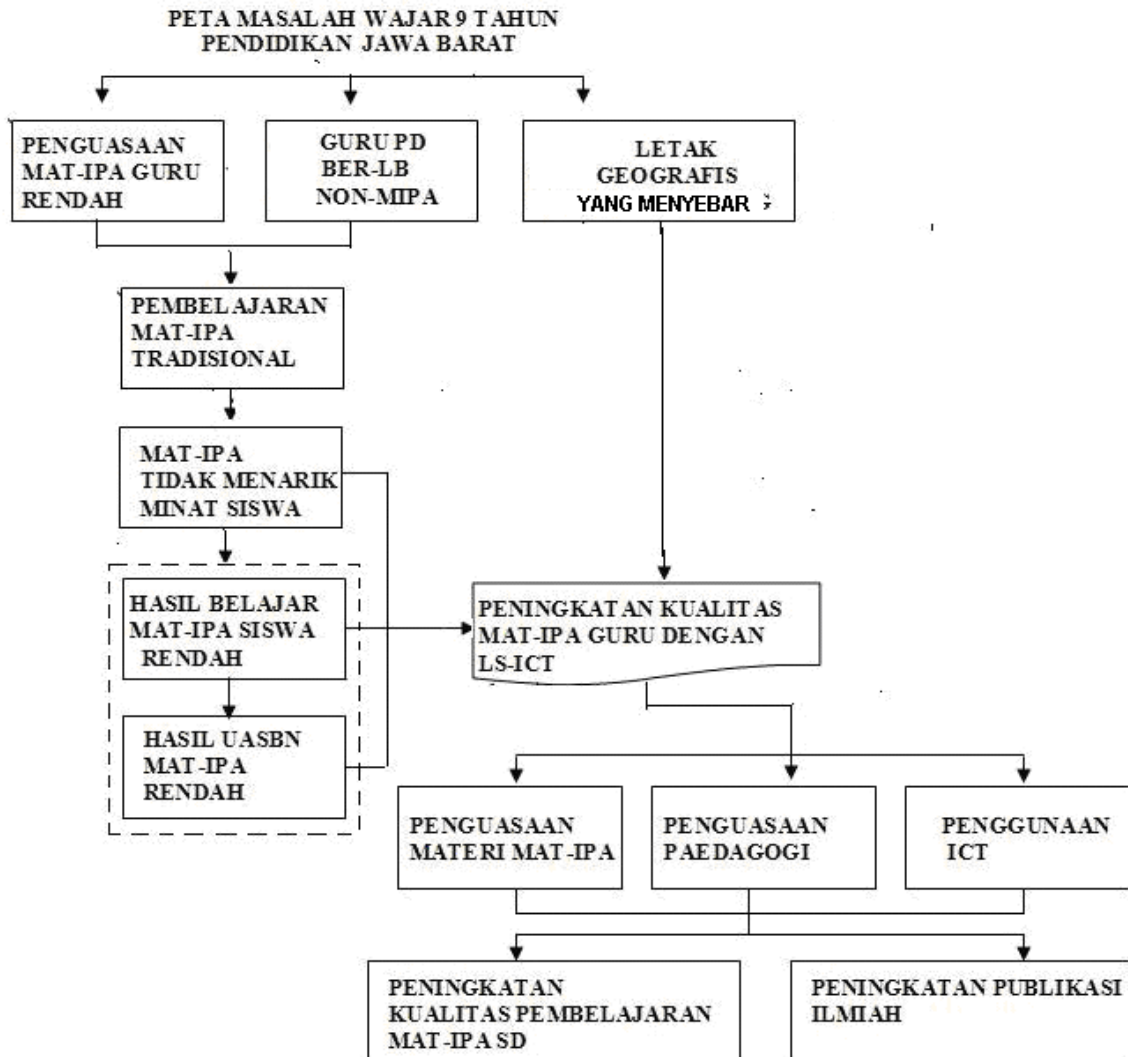 PETA MASALAH WAJAR 9 TAHUN
PENDIDIKAN JAWA BARAT
PENGUASAAN
MAT-IPA GURU
RENDAH
GURU PD
BER-LB
NON-MIPA
LETAK
GEOGRAFIS
YANG MENYEBAR
PEMBELAJARAN
MAT-IPA
TRADISIONAL
MAT-IPA
TIDAK MENARIK
MINAT SISWA
HASIL BELAJAR
MAT-IPA SISWA
RENDAH
PENINGKATAN KUALITAS
MAT-IPA GURU DENGAN
LS-ICT
HASIL UASBN
MAT-IPA
RENDAH
PENGUASAAN
MATERI MAT-IPA
PENGUASAAN
PAEDAGOGI
PENGGUNAAN
ICT
PENINGKATAN
KUALITAS PEMBELAJARAN
MAT-IPA SD
PENINGKATAN PUBLIKASI
ILMIAH